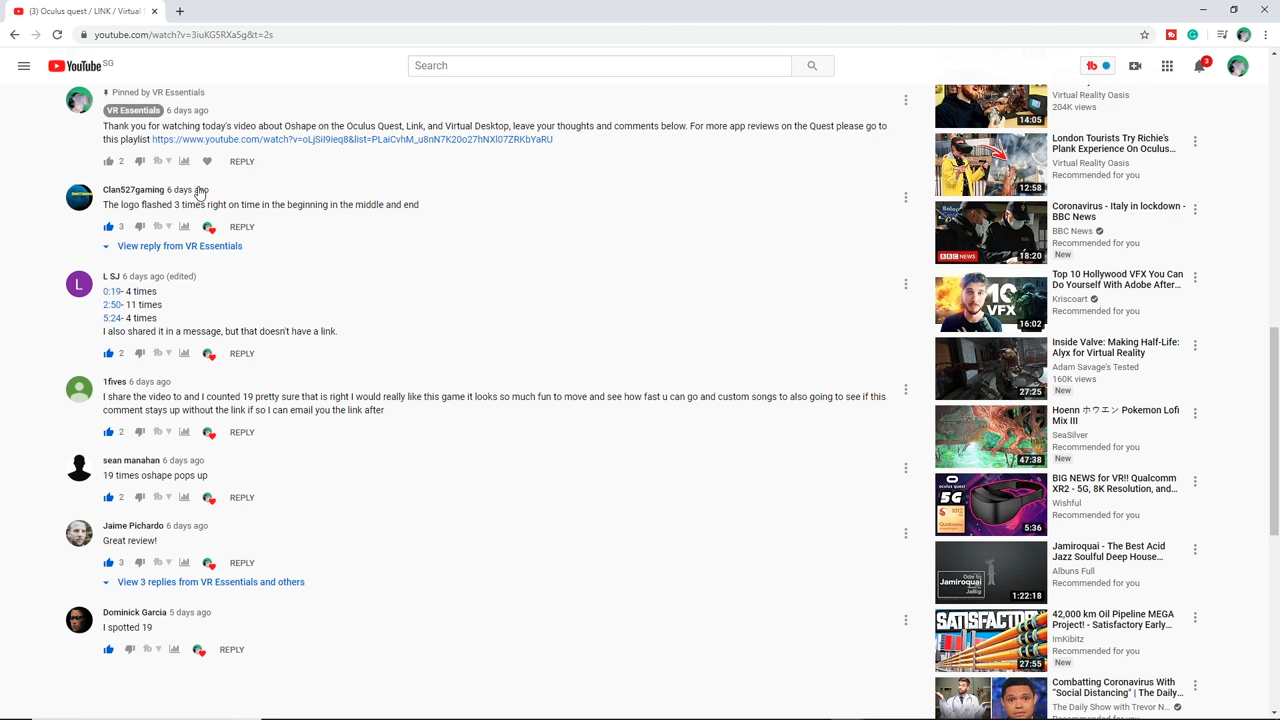 (3) Oculus quest / LINK / Virtual
youtube.com/watch?v=3iuKG5RXa5g&t=2s
YouTube SG
Search
3
Pinned by VR Essentials
VR Essentials 6 days ago
Thank you for watching today's video about Oshape on the Oculus Quest, Link, and Virtual Desktop, leave your thoughts and comments below. For more app reviews on the Quest please go to
this playlist https://www.youtube.com/watch?v=oLjSiI9ieq8&list=PLaiCvhM_u8nN7K20o27hNXl07ZRKbYaRU
2 REPLY
Clan527gaming 6 days ago
The logo flashed 3 times right on time in the beginning in the middle and end
3 REPLY
View reply from VR Essentials
L
L SJ 6 days ago (edited)
0:19- 4 times
2:50- 11 times
5:24- 4 times
I also shared it in a message, but that doesn't have a link.
2 REPLY
1fives 6 days ago
I share the video to and I counted 19 pretty sure that is it but I would really like this game it looks so much fun to move and see how fast u can go and custom songs to also going to see if this
comment stays up without the link if so I can email you the link after
2 REPLY
sean manahan 6 days ago
19 times oshape pops up
2 REPLY
Jaime Pichardo 6 days ago
Great review!
3 REPLY
View 3 replies from VR Essentials and others
Dominick Garcia 5 days ago
I spotted 19
REPLY
14:05
Virtual Reality Oasis
204K views
12:58
London Tourists Try Richie's
Plank Experience On Oculus...
Virtual Reality Oasis
Recommended for you
BBC NEWS
18:20
Coronavirus - Italy in lockdown -
BBC News
BBC News
Recommended for you
New
10
VFX
16:02
Top 10 Hollywood VFX You Can
Do Yourself With Adobe After...
Kriscoart
Recommended for you
27:25
Inside Valve: Making Half-Life:
Alyx for Virtual Reality
Adam Savage's Tested
160K views
New
47:38
Hoenn ホウエン Pokemon Lofi
Mix III
SeaSilver
Recommended for you
New
oculus quest
5G
5:36
BIG NEWS for VR!! Qualcomm
XR2 - 5G, 8K Resolution, and...
Wishful
Recommended for you
Ode to
Jamiroquai
1:22:18
Jamiroquai - The Best Acid
Jazz Soulful Deep House...
Albuns Full
Recommended for you
SATISFACTORY
27:55
42,000 km Oil Pipeline MEGA
Project! - Satisfactory Early...
ImKibitz
Recommended for you
New
Combatting Coronavirus With
"Social Distancing" | The Daily...
The Daily Show with Trevor N...